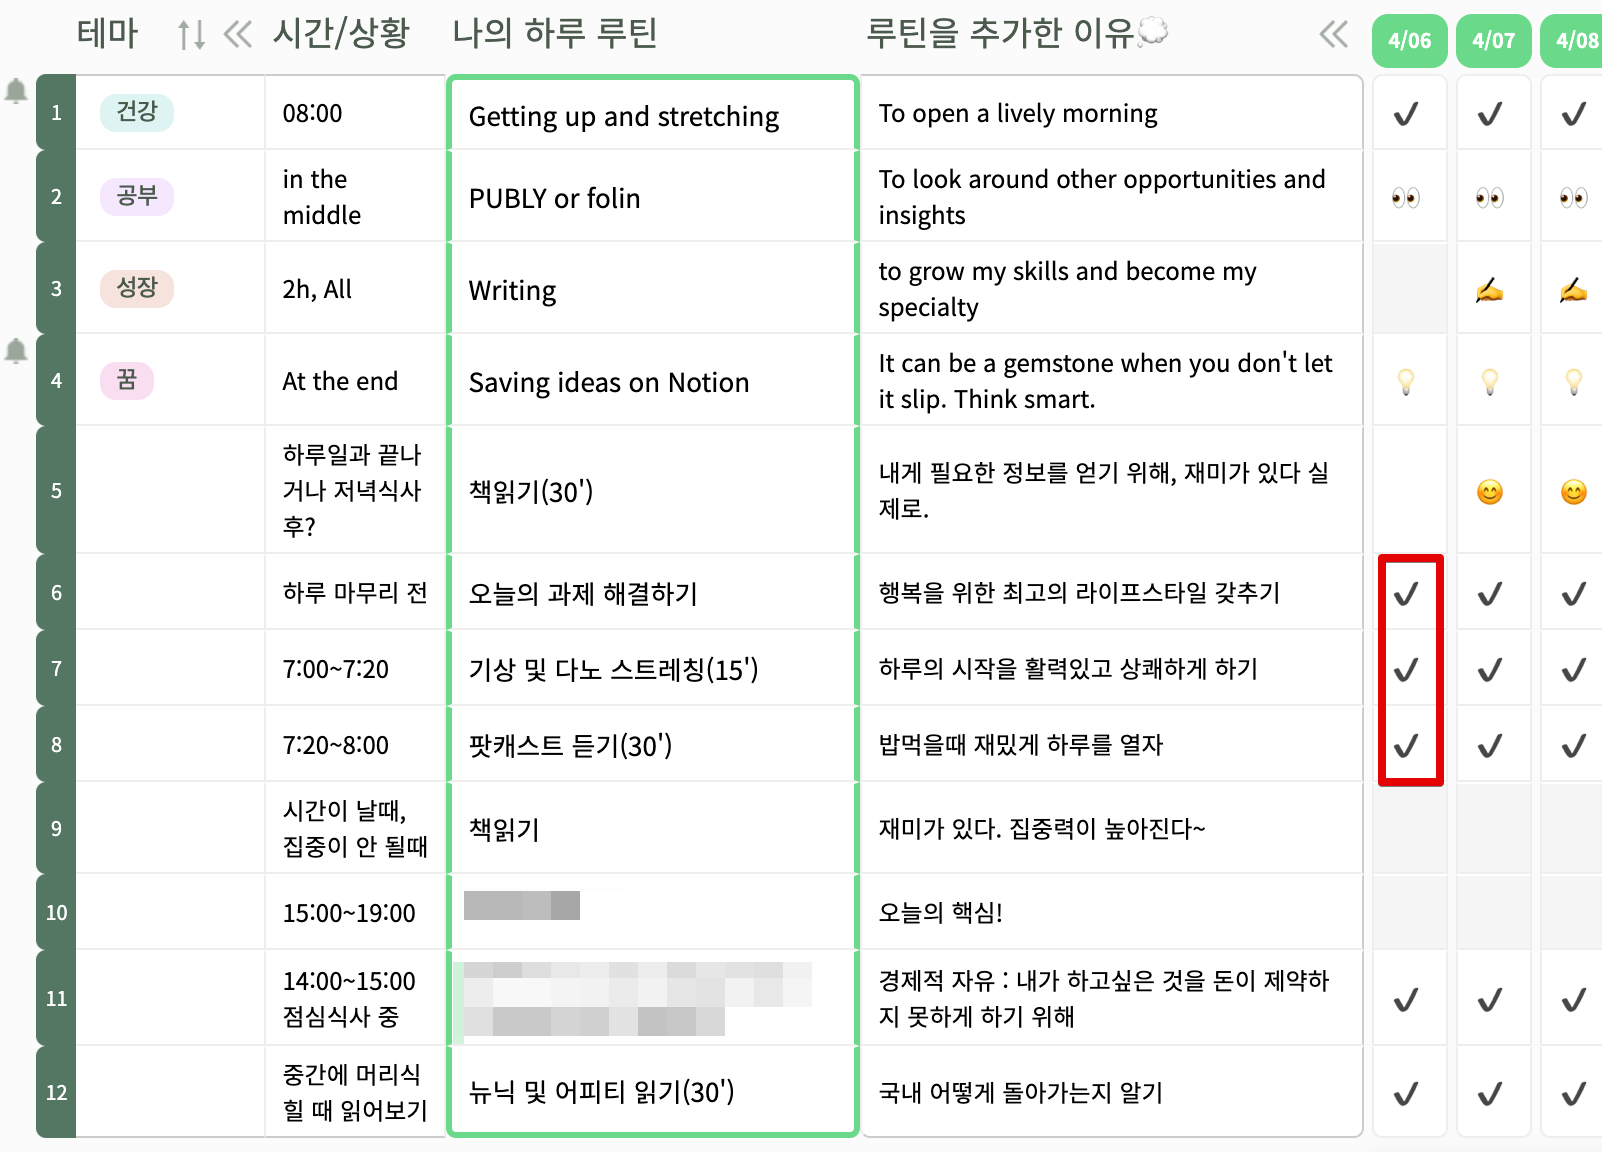 테마 시간/상황 나의 하루 루틴 루틴을 추가한 이유 4/06 4/07 4/08
1 건강 08:00 Getting up and stretching To open a lively morning
2 공부 in the middle PUBLY or folin To look around other opportunities and insights
3 성장 2h, All Writing to grow my skills and become my specialty
4 꿈 At the end Saving ideas on Notion It can be a gemstone when you don't let it slip. Think smart.
5 하루일과 끝나거나 저녁식사 후? 책읽기(30') 내게 필요한 정보를 얻기 위해, 재미가 있다 실제로.
6 하루 마무리 전 오늘의 과제 해결하기 행복을 위한 최고의 라이프스타일 갖추기
7 7:00~7:20 기상 및 다노 스트레칭(15') 하루의 시작을 활력있고 상쾌하게 하기
8 7:20~8:00 팟캐스트 듣기(30') 밥먹을때 재밌게 하루를 열자
9 시간이 날때, 집중이 안 될때 책읽기 재미가 있다. 집중력이 높아진다~
10 15:00~19:00 오늘의 핵심!
11 14:00~15:00 점심식사 중 경제적 자유 : 내가 하고싶은 것을 돈이 제약하지 못하게 하기 위해
12 중간에 머리식힐 때 읽어보기 뉴닉 및 어피티 읽기(30') 국내 어떻게 돌아가는지 알기